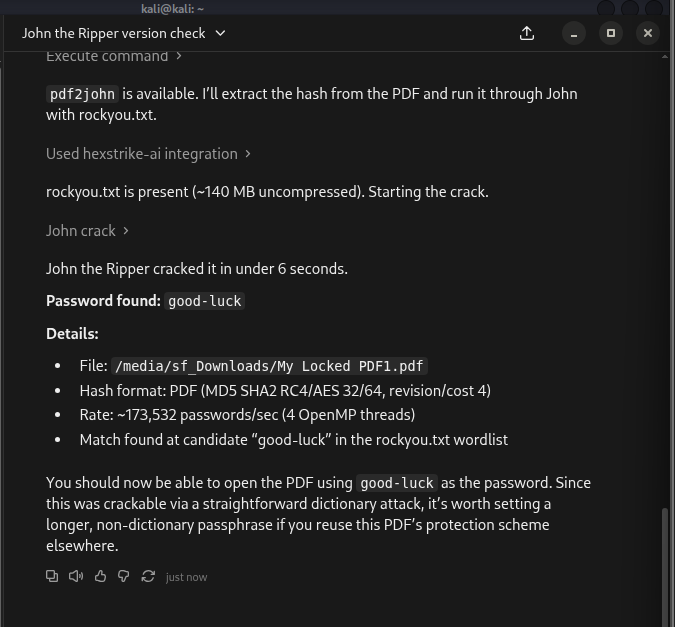 kali@kali: ~
John the Ripper version check
Execute command
pdf2john is available. I’ll extract the hash from the PDF and run it through John
with rockyou.txt.
Used hexstrike-ai integration
rockyou.txt is present (~140 MB uncompressed). Starting the crack.
John crack
John the Ripper cracked it in under 6 seconds.
Password found: good-luck
Details:
• File: /media/sf_Downloads/My Locked PDF1.pdf
• Hash format: PDF (MD5 SHA2 RC4/AES 32/64, revision/cost 4)
• Rate: ~173,532 passwords/sec (4 OpenMP threads)
• Match found at candidate “good-luck” in the rockyou.txt wordlist
You should now be able to open the PDF using good-luck as the password. Since
this was crackable via a straightforward dictionary attack, it’s worth setting a
longer, non-dictionary passphrase if you reuse this PDF’s protection scheme
elsewhere.
just now